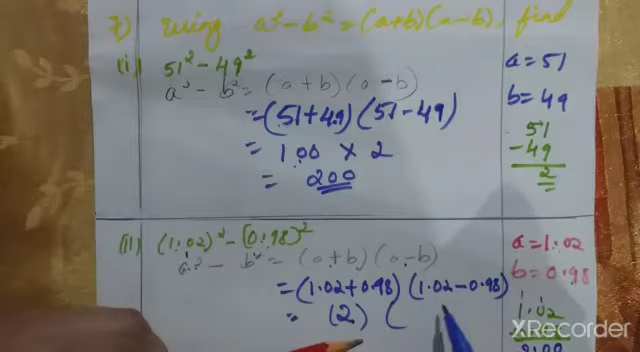 7) Using a² - b² = (a+b) (a-b), find
(i) 51² - 49²
a² - b² = (a+b) (a-b)
= (51+49) (51-49)
= 100 × 2
= 200
a = 51
b = 49
51
-49
2
(ii) (1.02)² - (0.98)²
a² - b² = (a+b) (a-b)
= (1.02+0.98) (1.02-0.98)
= (2) (
a = 1.02
b = 0.98
1.02
KINEMASTER